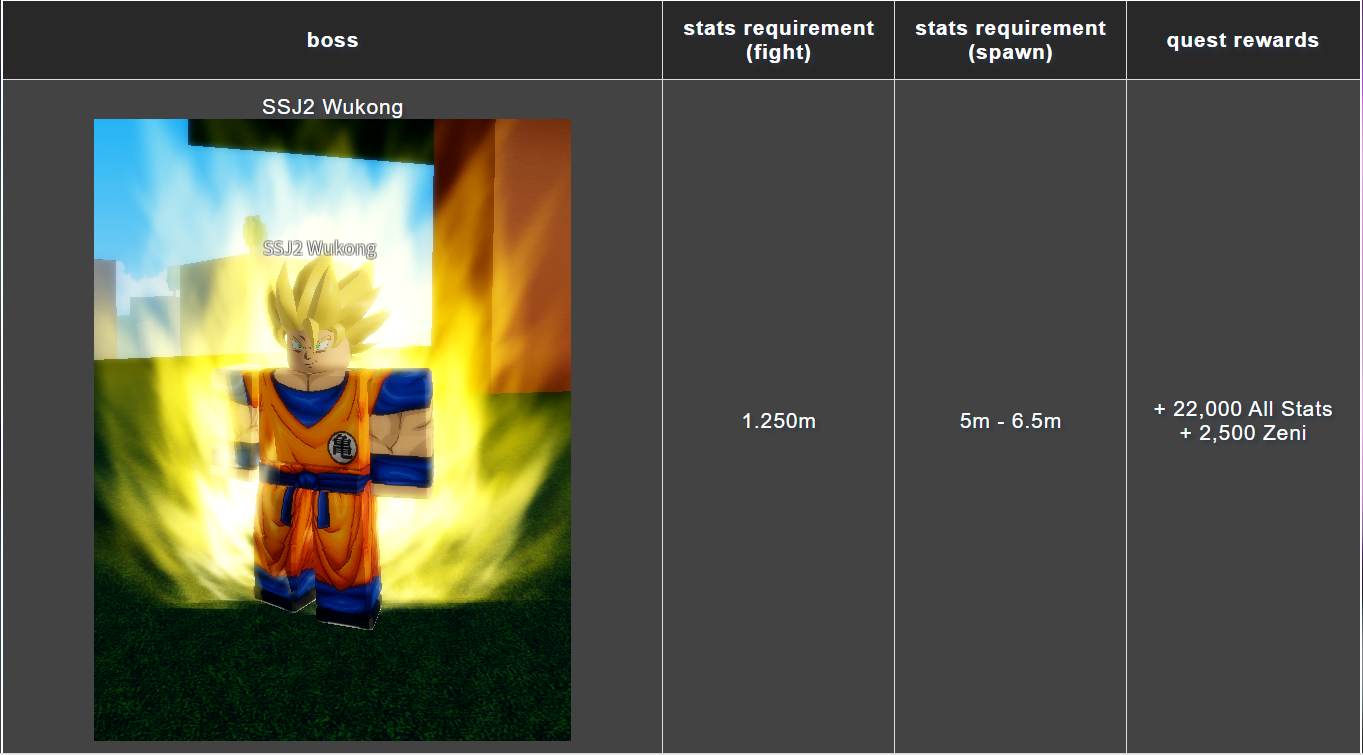 boss
stats requirement
(fight)
stats requirement
(spawn)
quest rewards
SSJ2 Wukong
SSJ2 Wukong
亀
1.250m
5m - 6.5m
+ 22,000 All Stats
+ 2,500 Zeni